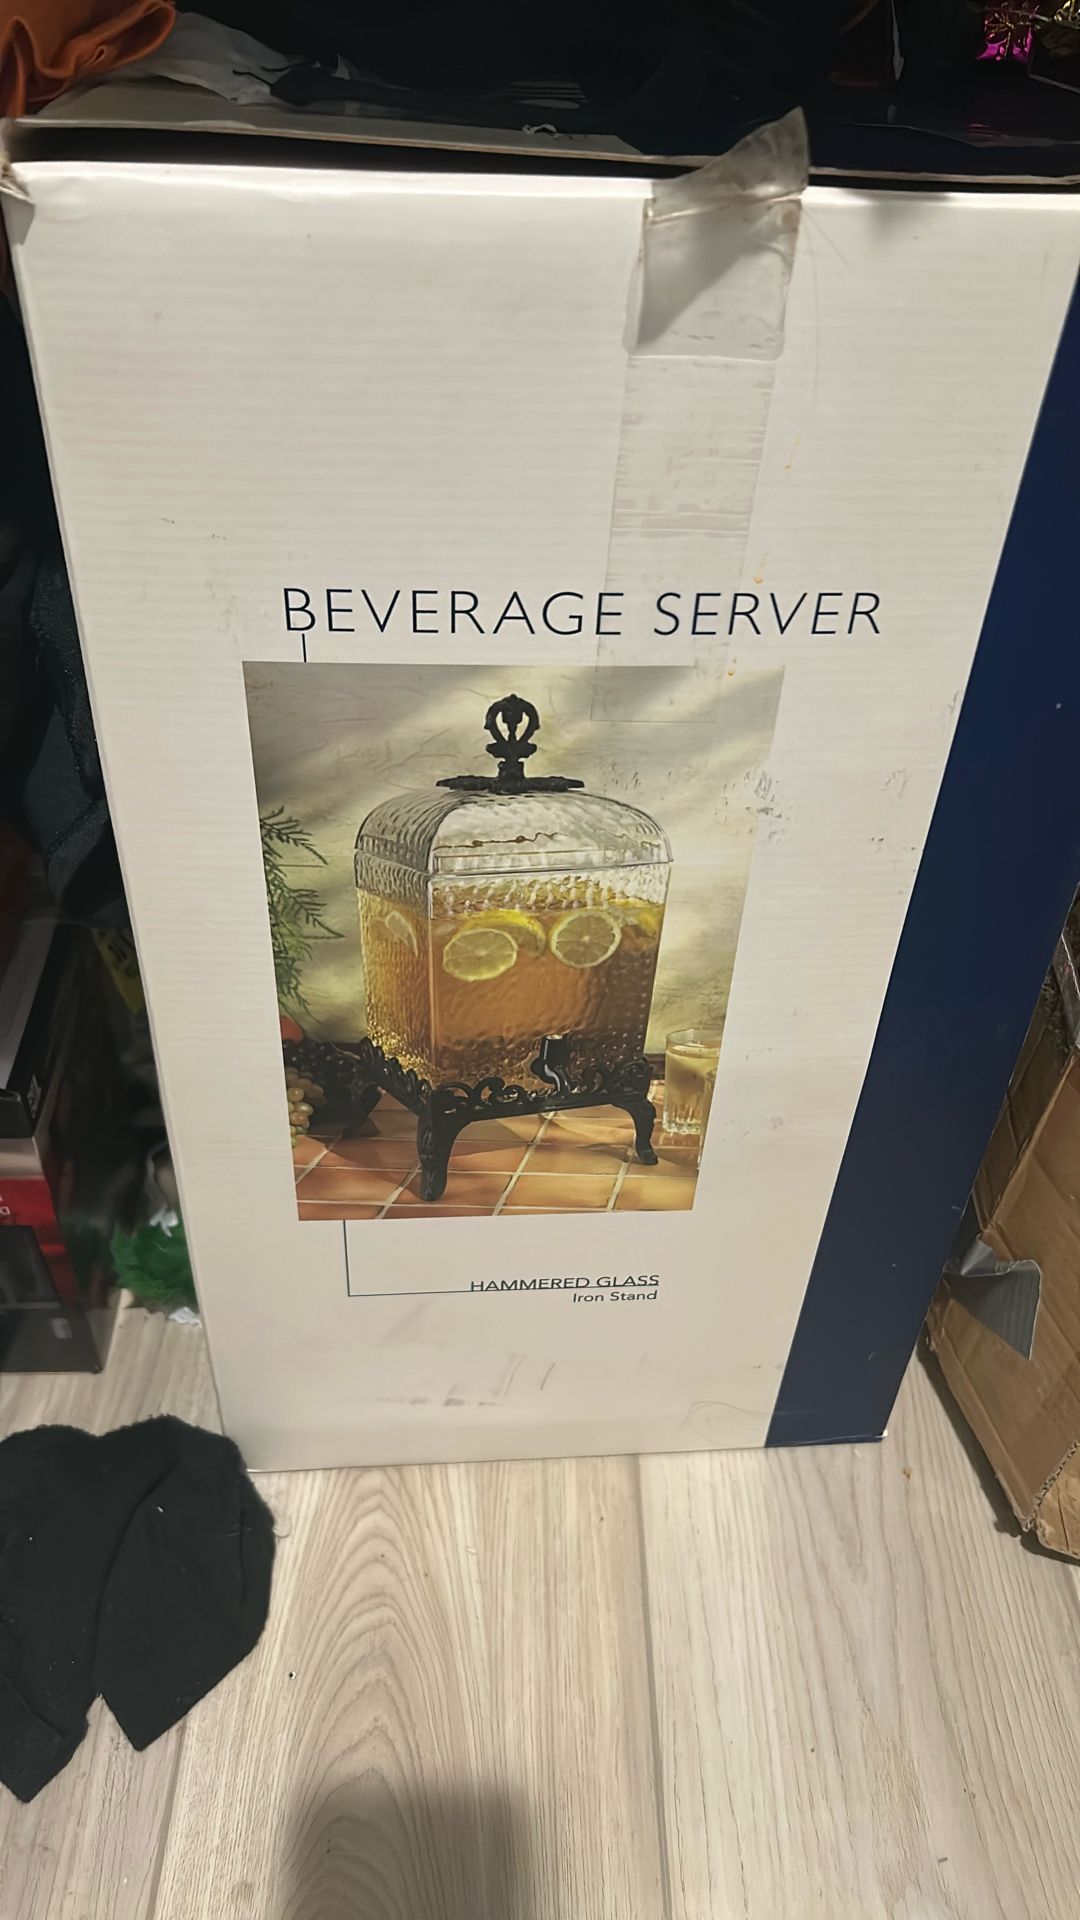 BEVERAGE SERVER
HAMMERED GLASS
Iron Stand